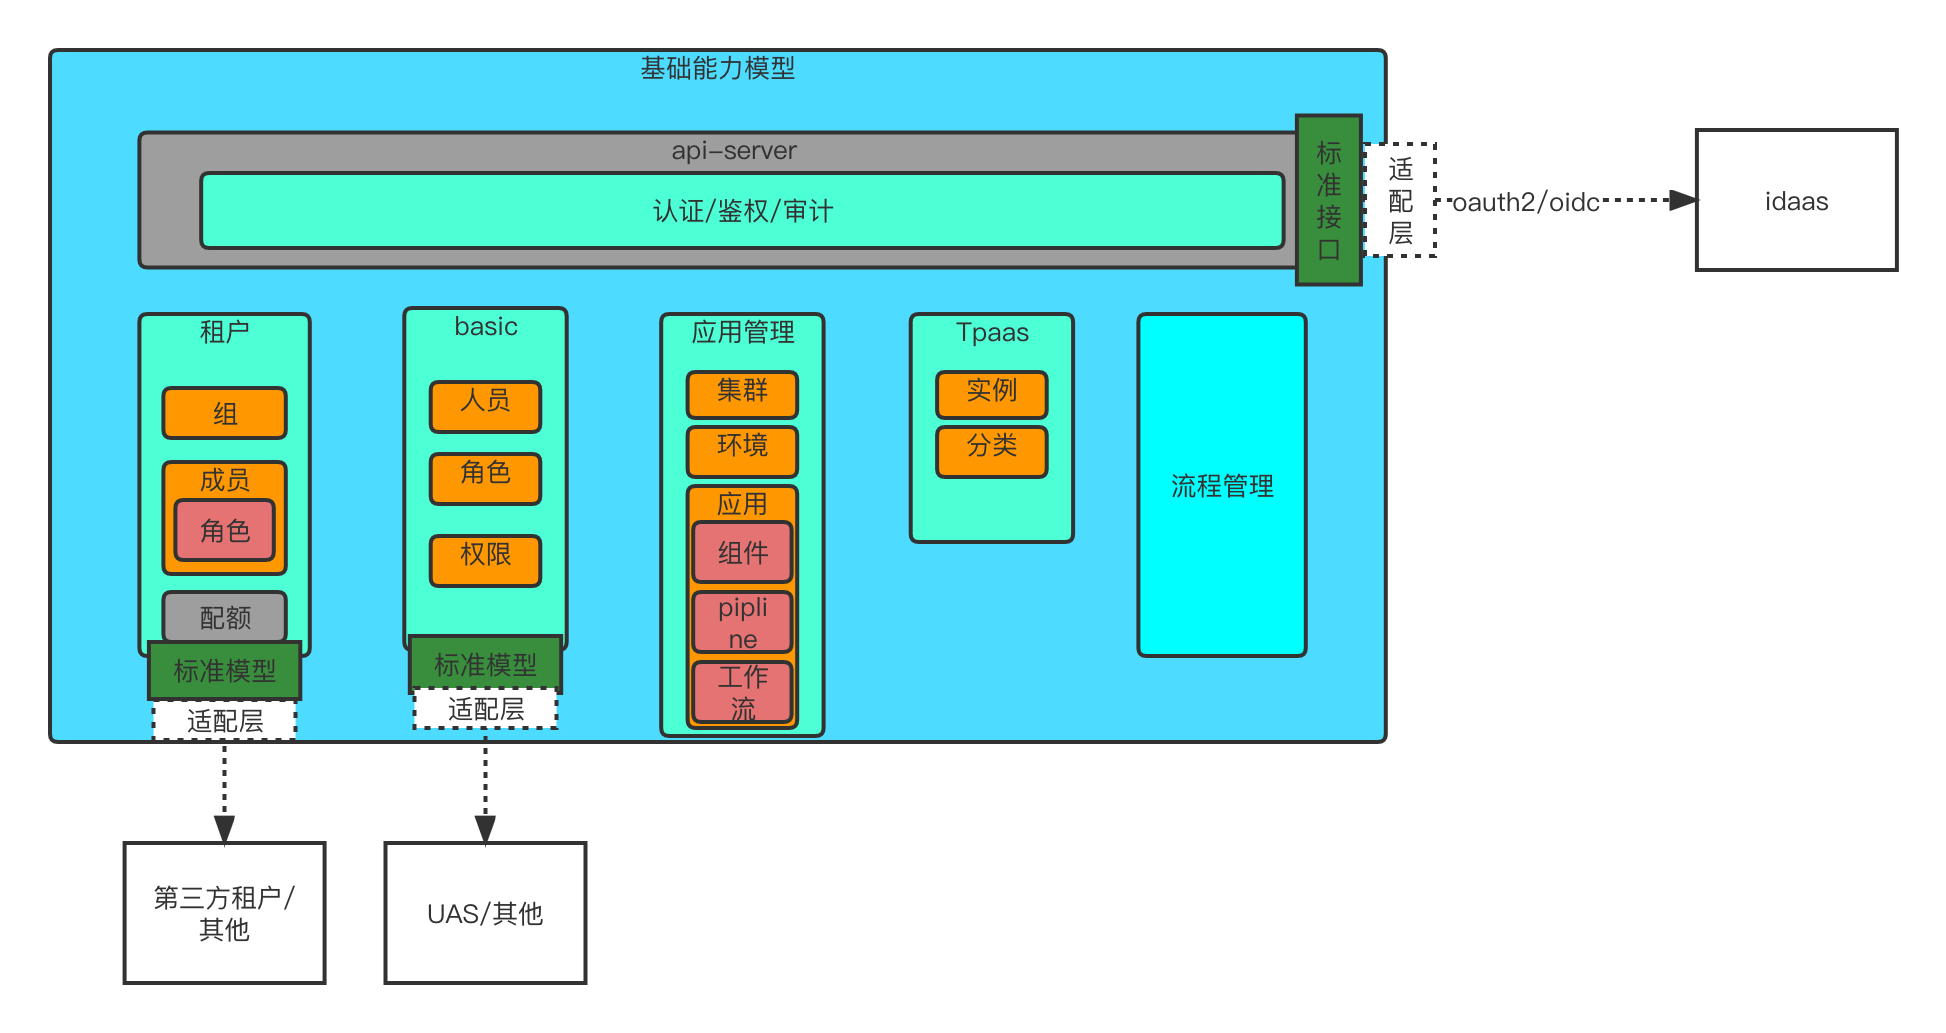 基础能力模型
api-server
认证/鉴权/审计
标
准
接
口
适
配
层
oauth2/oidc
idaas
租户
组
成员
角色
配额
标准模型
适配层
basic
人员
角色
权限
标准模型
适配层
应用管理
集群
环境
应用
组件
pipli
ne
工作
流
Tpaas
实例
分类
流程管理
第三方租户/
其他
UAS/其他